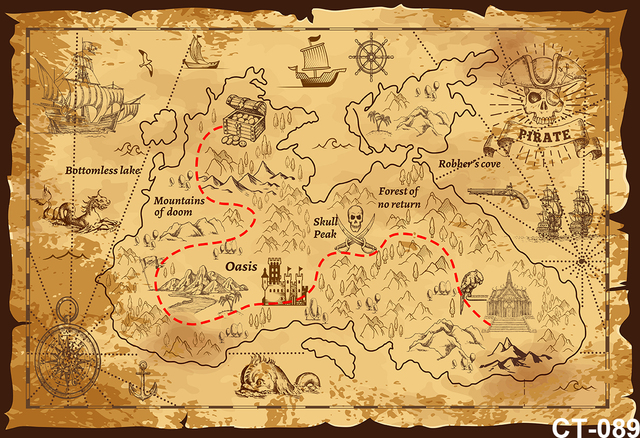 PIRATE
Bottomless lake
Robber's cove
Mountains
of doom
Forest of
no return
Skull
Peak
Oasis
CT-089